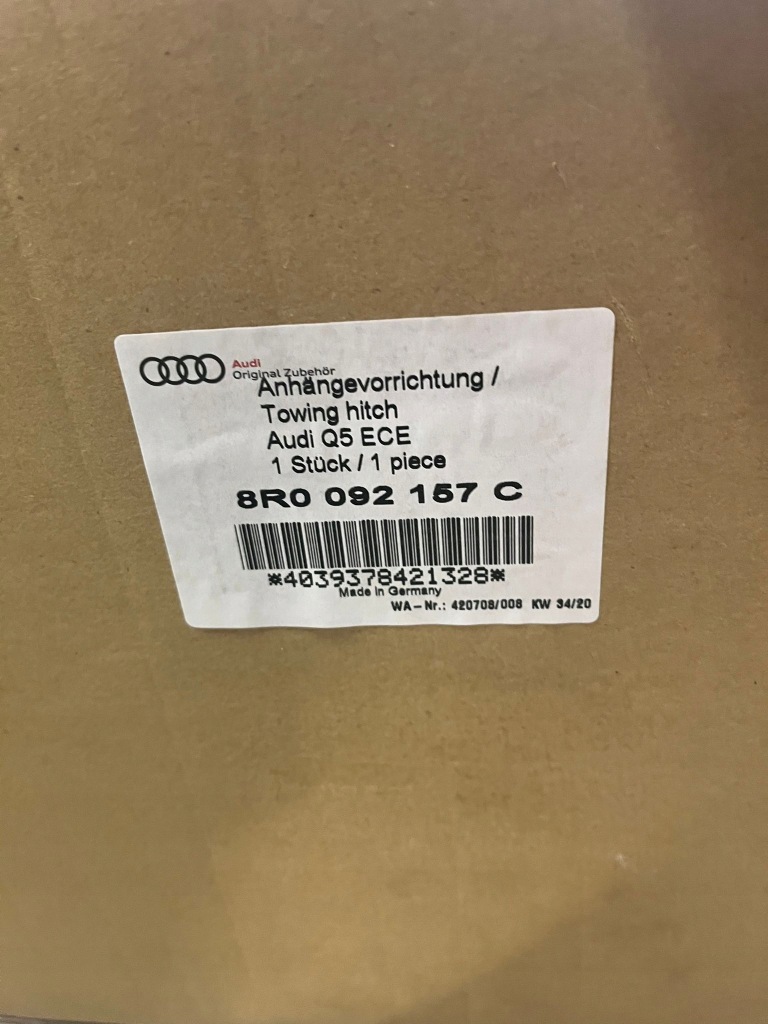 Audi
Original Zubehör
Anhängevorrichtung /
Towing hitch
Audi Q5 ECE
1 Stück / 1 piece
8R0 092 157 C
*4039378421328*
Made in Germany
WA-Nr.: 420708/008 KW 34/20